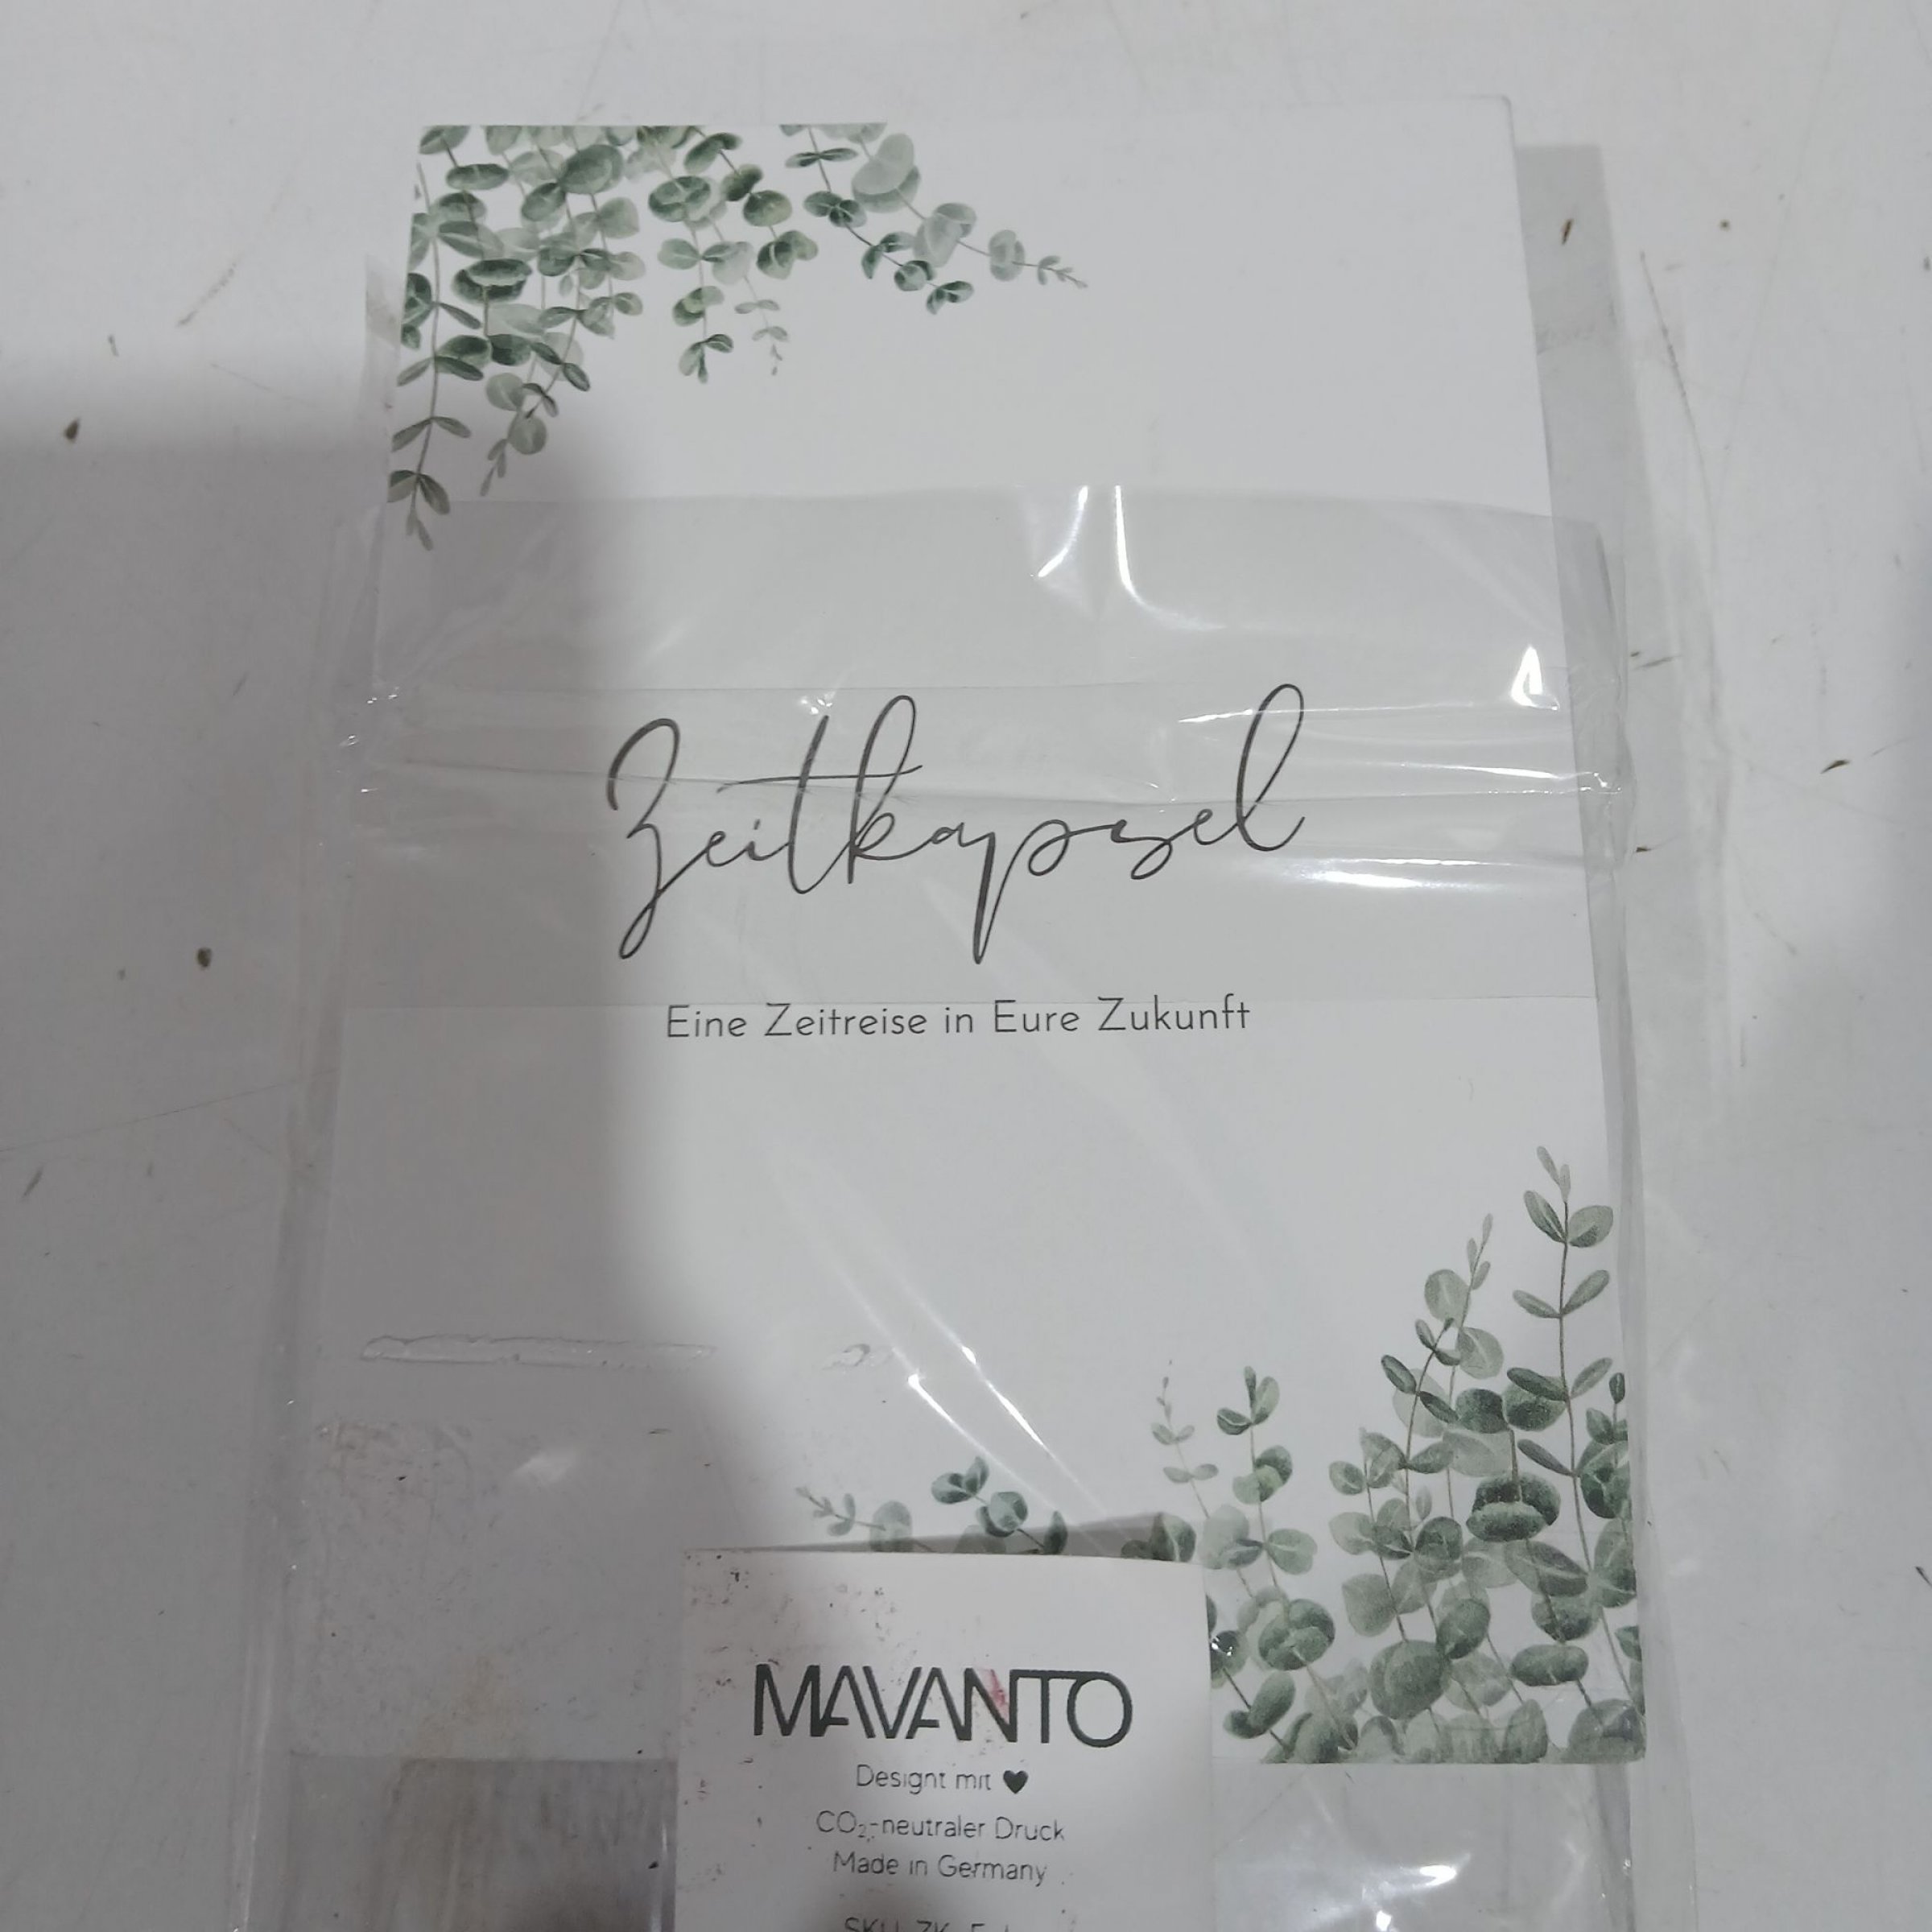 Zeitkapsel
Eine Zeitreise in Eure Zukunft
MAVANTO
Designt mit ♥
CO₂-neutraler Druck
Made in Germany